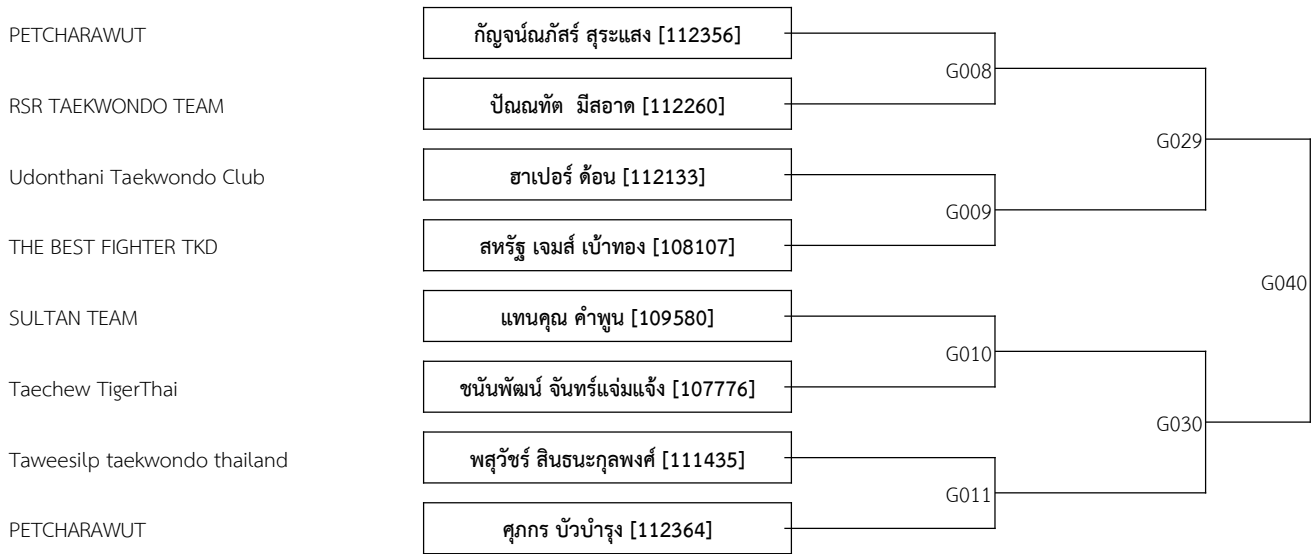 PETCHARAWUT
กัญจน์ณภัสร์ สุระแสง [112356]
G008
RSR TAEKWONDO TEAM
ปัณณทัต มีสอาด [112260]
G029
Udonthani Taekwondo Club
ฮาเปอร์ ด้อน [112133]
G009
THE BEST FIGHTER TKD
สหรัฐ เจมส์ เบ้าทอง [108107]
G040
SULTAN TEAM
แทนคุณ คำพูน [109580]
G010
Taechew TigerThai
ชนันพัฒน์ จันทร์แจ่มแจ้ง [107776]
G030
Taweesilp taekwondo thailand
พสุวัชร์ สินธนะกุลพงศ์ [111435]
G011
PETCHARAWUT
ศุภกร บัวบำรุง [112364]